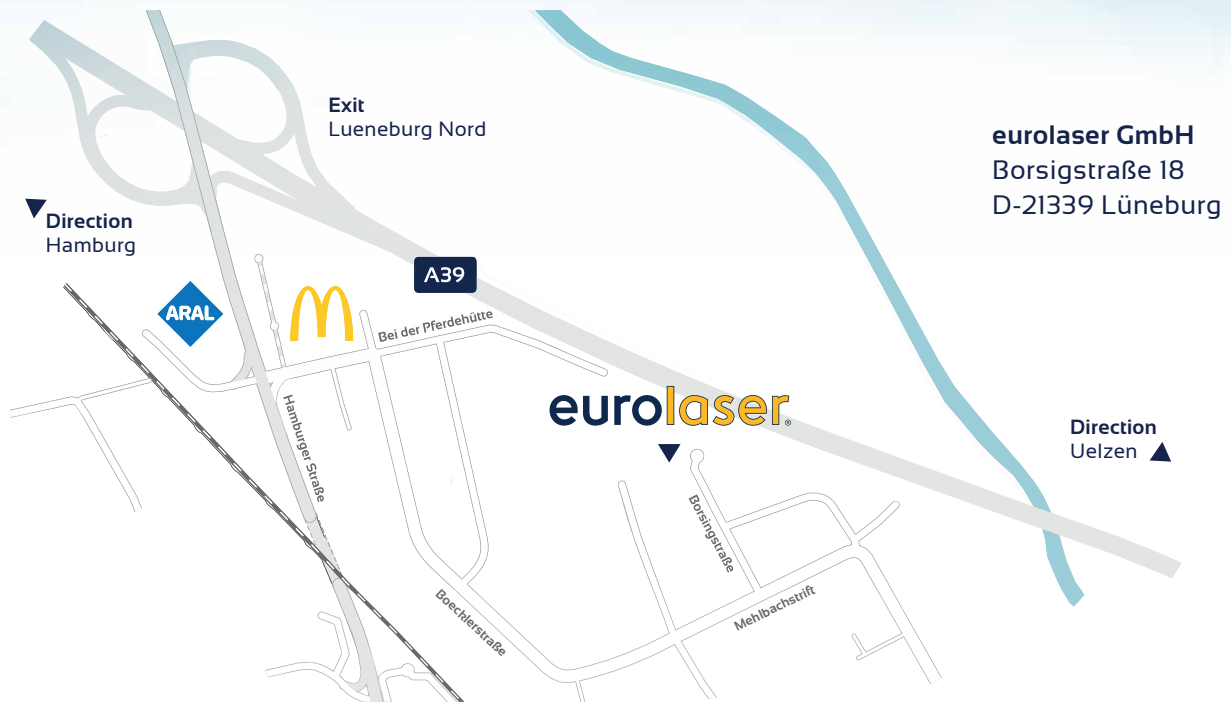 Exit
Lueneburg Nord
eurolaser GmbH
Borsigstraße 18
D-21339 Lüneburg
Direction
Hamburg
A39
ARAL
Bei der Pferdehütte
eurolaser®
Hamburger Straße
Direction
Uelzen
Borsingstraße
Boecklerstraße
Mehlbachstrift